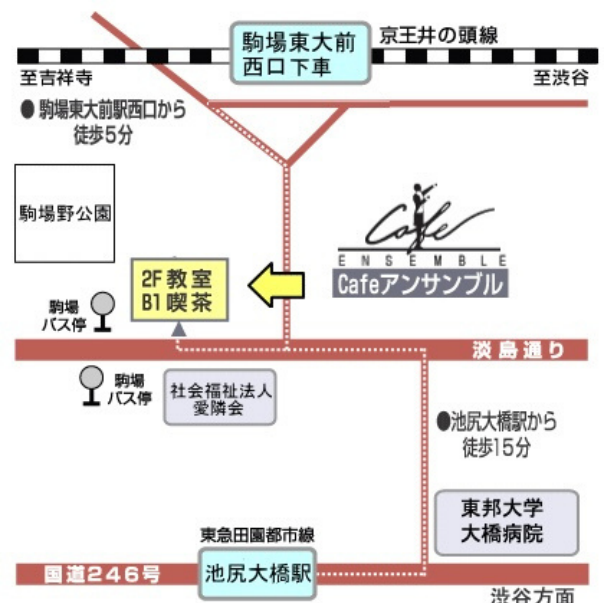 駒場東大前
西口下車
京王井の頭線
至吉祥寺
至渋谷
●駒場東大前駅西口から
徒歩5分
駒場野公園
Cafe
ENSEMBLE
Cafeアンサンブル
2F教室
B1喫茶
駒場
バス停
淡島通り
駒場
バス停
社会福祉法人
愛隣会
●池尻大橋駅から
徒歩15分
東邦大学
大橋病院
東急田園都市線
国道246号
池尻大橋駅
渋谷方面